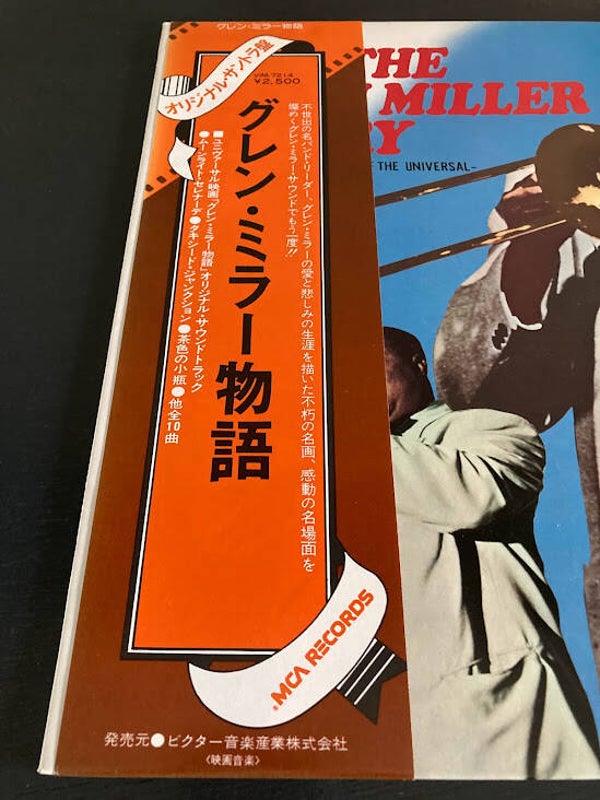 グレン・ミラー物語
オリジナル・サントラ盤
VIM-7214
¥2,500
不世出の名バンド・リーダー、グレン・ミラーの愛と悲しみの生涯を描いた不朽の名画、感動の名場面を
煌めくグレン・ミラー・サウンドでもう一度!!
グレン・ミラー物語
■ユニヴァーサル映画「グレン・ミラー物語」オリジナル・サウンドトラック
●ムーンライト・セレナーデ●タキシード・ジャンクション●茶色の小瓶●他全10曲
MCA RECORDS
発売元●ビクター音楽産業株式会社
〈映画音楽〉
THE
MILLER
THE UNIVERSAL-